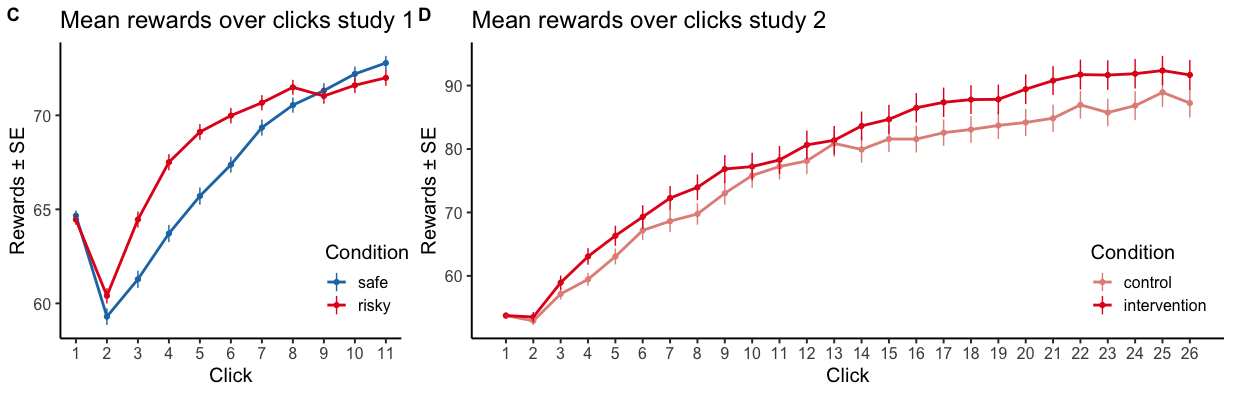 C
Mean rewards over clicks study 1
Rewards ± SE
70
65
60
Condition
safe
risky
1 2 3 4 5 6 7 8 9 10 11
Click
D
Mean rewards over clicks study 2
Rewards ± SE
90
80
70
60
Condition
control
intervention
1 2 3 4 5 6 7 8 9 10 11 12 13 14 15 16 17 18 19 20 21 22 23 24 25 26
Click